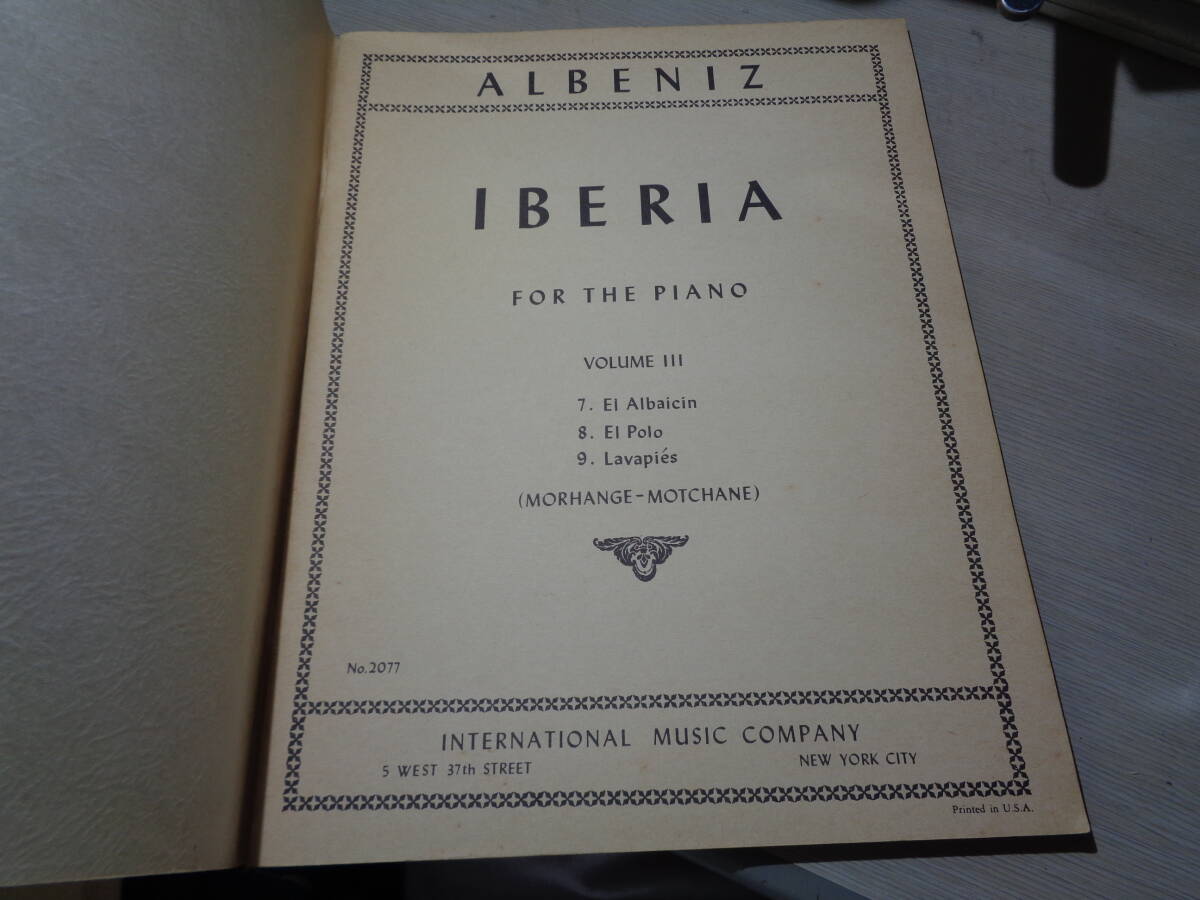 ALBENIZ
IBERIA
FOR THE PIANO
VOLUME III
7. El Albaicin
8. El Polo
9. Lavapiés
(MORHANGE-MOTCHANE)
No. 2077
INTERNATIONAL MUSIC COMPANY
5 WEST 37th STREET NEW YORK CITY
Printed in U.S.A.